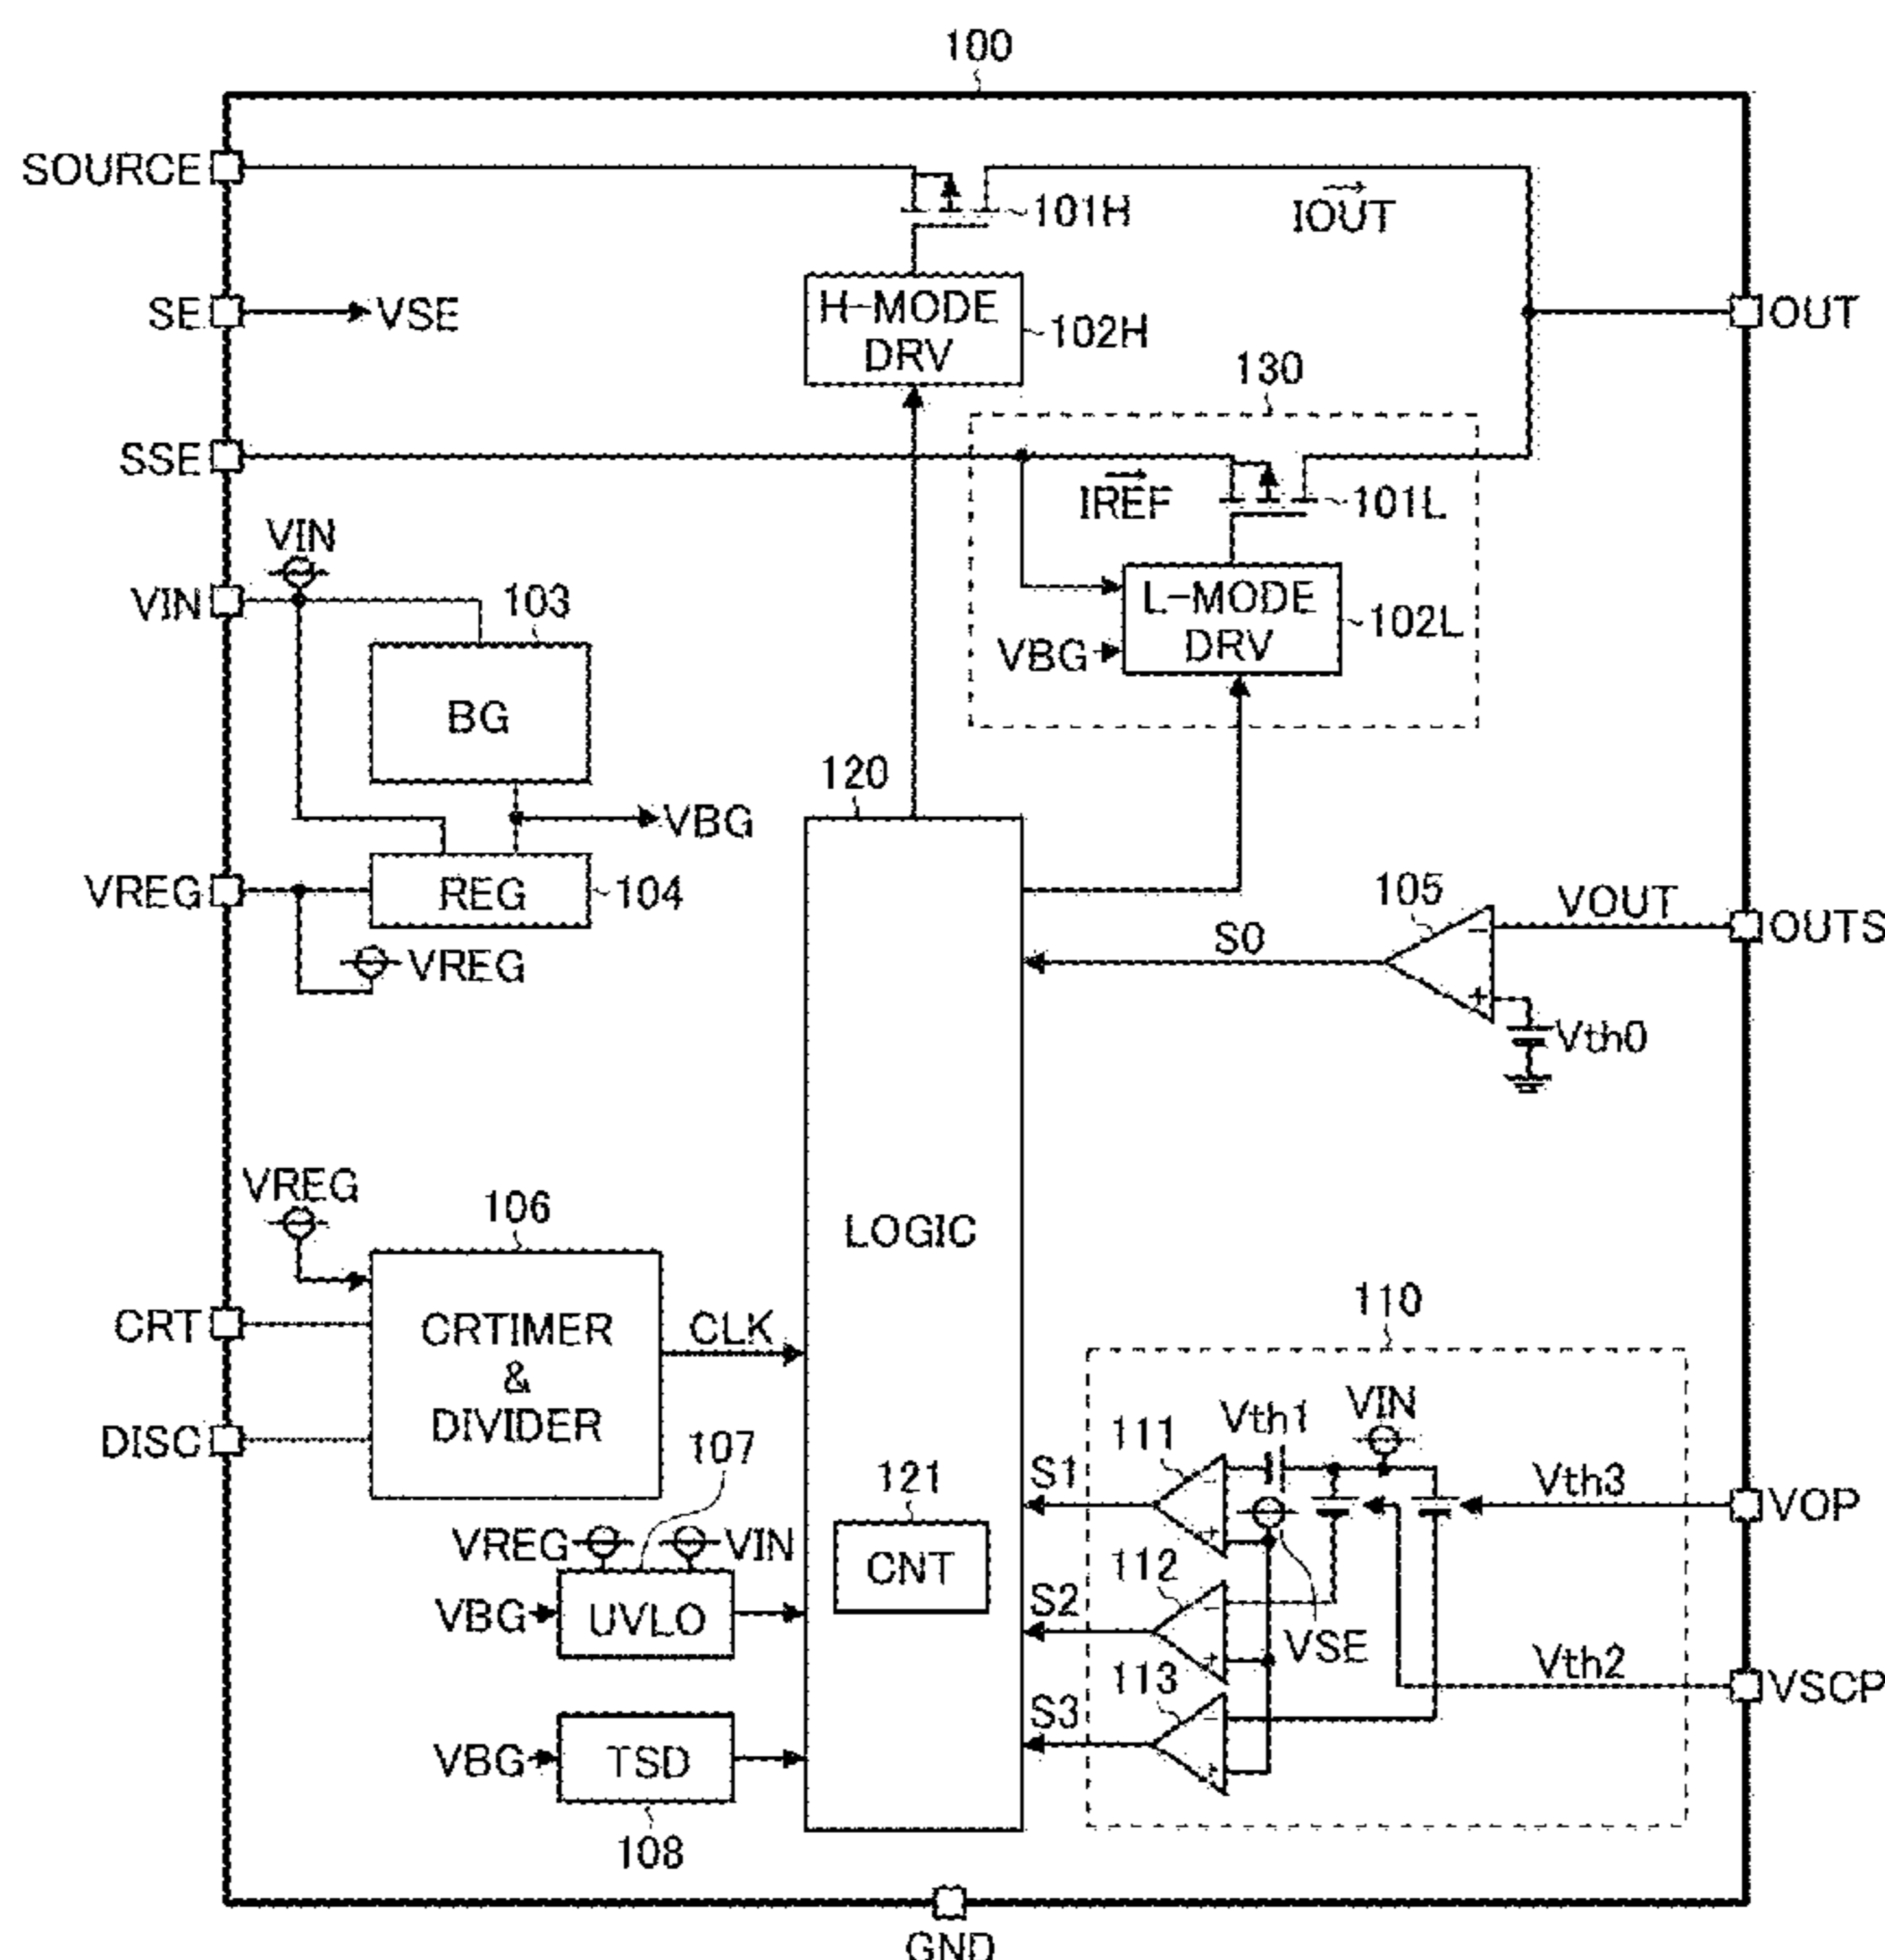 100
SOURCE
101H
IOUT
SE
VSE
H-MODE
DRV
102H
OUT
130
SSE
IREF
101L
VIN
VIN
103
L-MODE
DRV
102L
VBG
BG
120
VBG
VREG
REG
104
105
VOUT
OUTS
S0
VREG
-
+
Vth0
VREG
106
LOGIC
110
CRT
CRTIMER
&
DIVIDER
CLK
DISC
107
111
Vth1
VIN
S1
-
+
Vth3
VOP
121
CNT
VREG
VIN
112
VBG
UVLO
S2
-
+
VSE
Vth2
VSCP
113
S3
-
+
VBG
TSD
108
GND